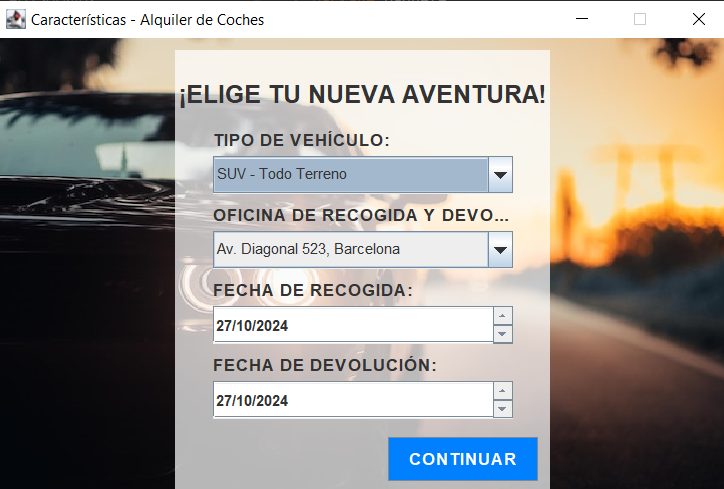 Características - Alquiler de Coches
¡ELIGE TU NUEVA AVENTURA!
TIPO DE VEHÍCULO:
SUV - Todo Terreno
OFICINA DE RECOGIDA Y DEVO...
Av. Diagonal 523, Barcelona
FECHA DE RECOGIDA:
27/10/2024
FECHA DE DEVOLUCIÓN:
27/10/2024
CONTINUAR